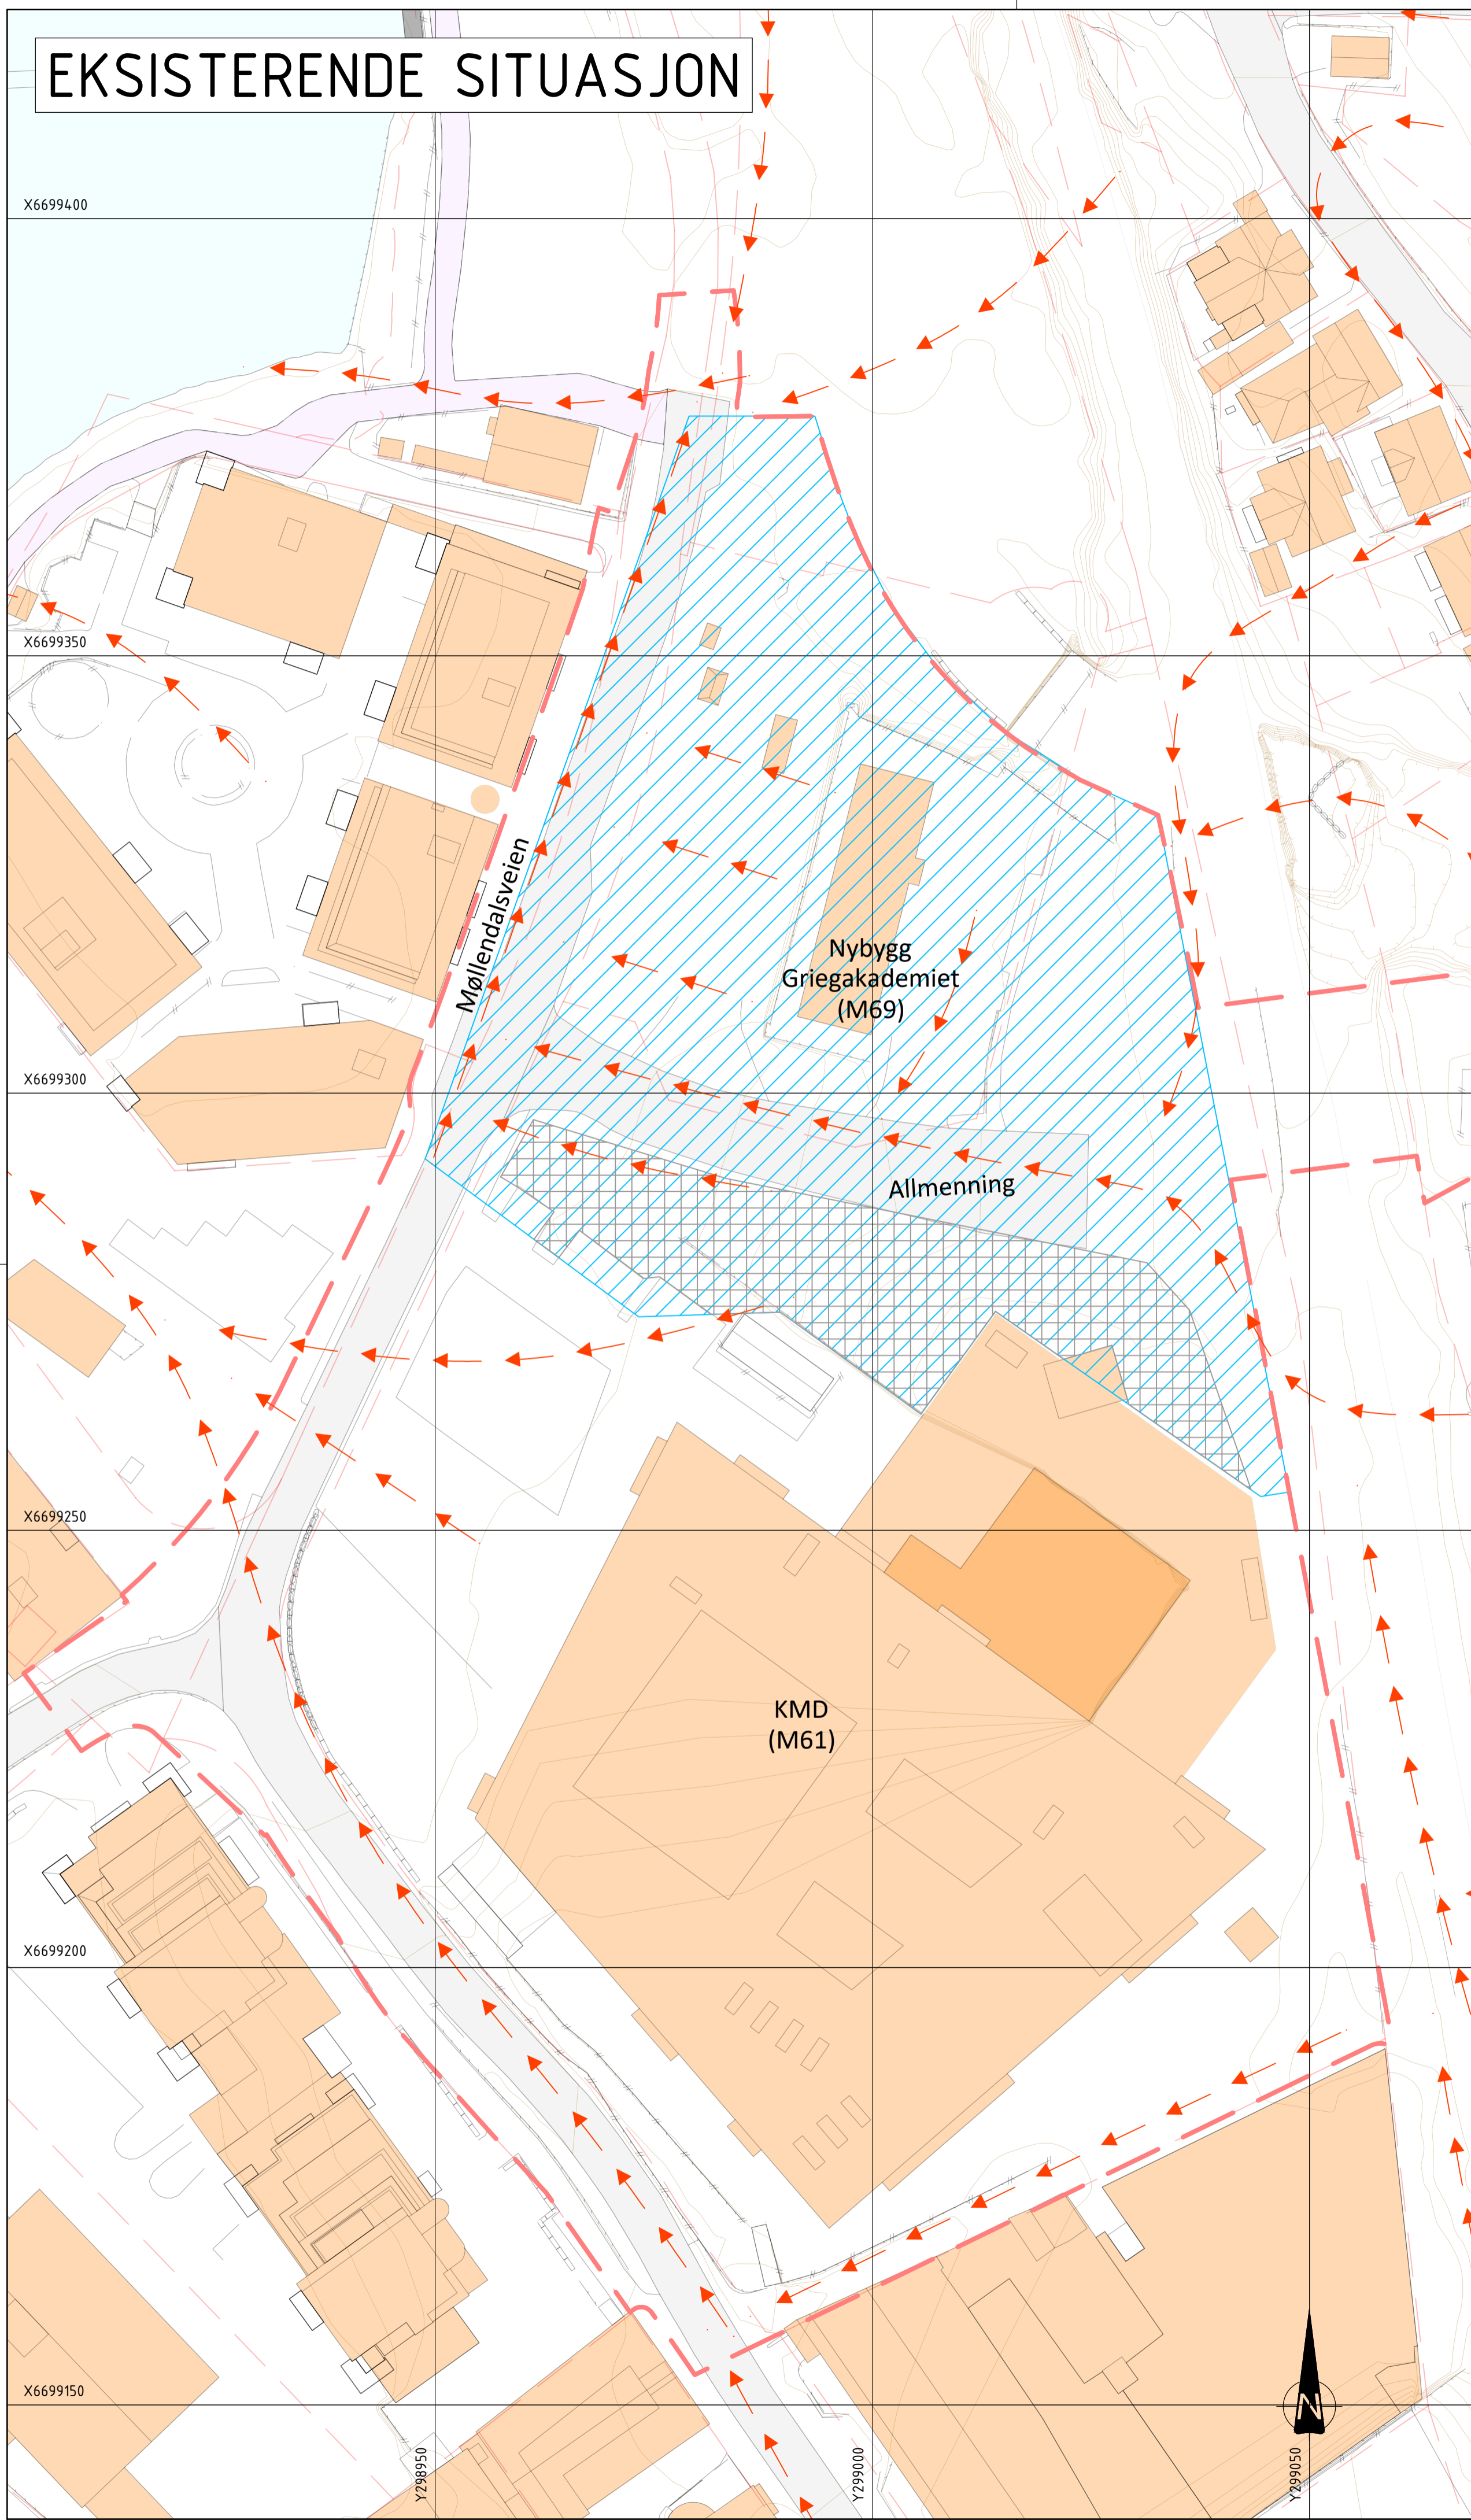 EKSISTERENDE SITUASJON
X6699400
X6699350
Møllendalsveien
Nybygg
Griegakademiet
(M69)
X6699300
Allmenning
X6699250
KMD
(M61)
X6699200
X6699150
N
Y298950
Y299000
Y299050